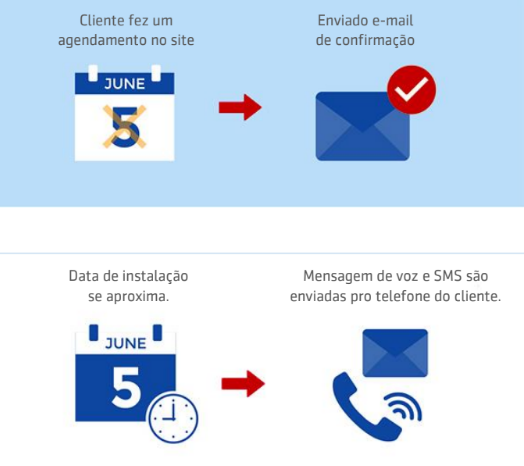 Cliente fez um
agendamento no site
Enviado e-mail
de confirmação
JUNE
5
Data de instalação
se aproxima.
Mensagem de voz e SMS são
enviadas pro telefone do cliente.
JUNE
5